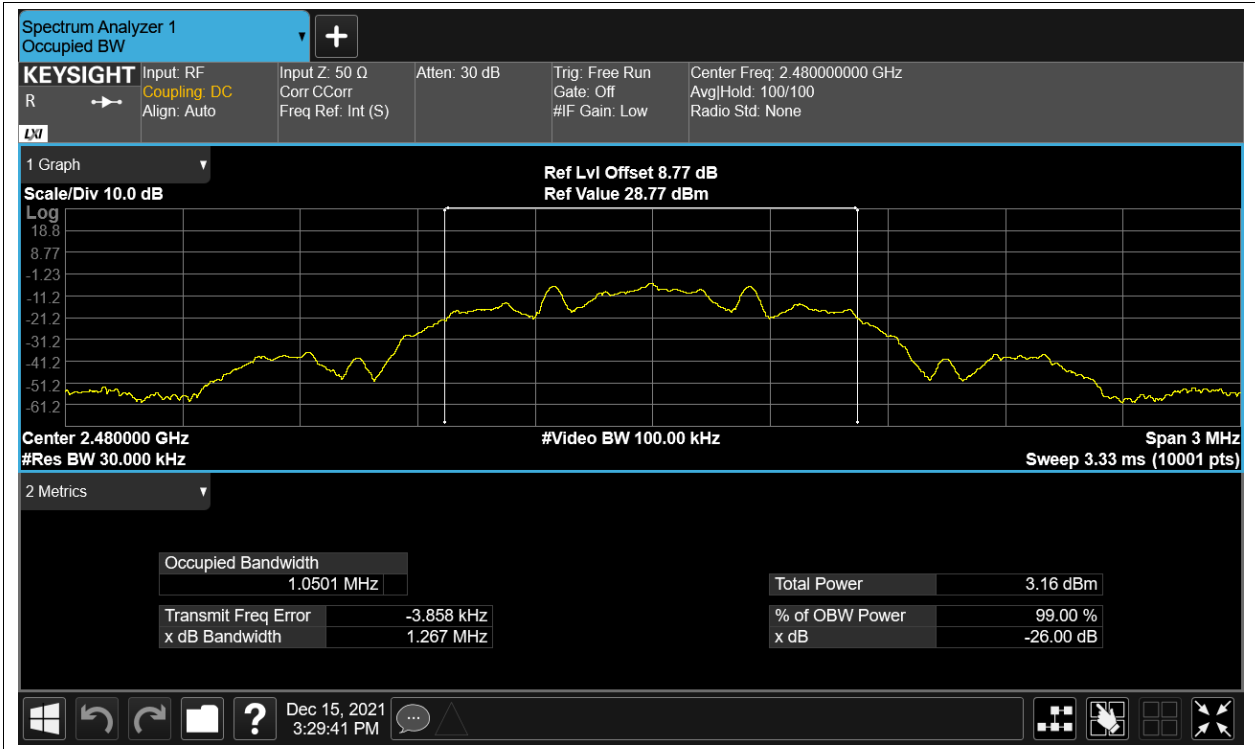 Spectrum Analyzer 1
Occupied BW
+
KEYSIGHT
R
LXI
Input: RF
Coupling: DC
Align: Auto
Input Z: 50 Ω
Corr CCorr
Freq Ref: Int (S)
Atten: 30 dB
Trig: Free Run
Gate: Off
#IF Gain: Low
Center Freq: 2.480000000 GHz
Avg|Hold: 100/100
Radio Std: None
1 Graph
Scale/Div 10.0 dB
Ref Lvl Offset 8.77 dB
Ref Value 28.77 dBm
Log
18.8
8.77
-1.23
-11.2
-21.2
-31.2
-41.2
-51.2
-61.2
Center 2.480000 GHz
#Video BW 100.00 kHz
Span 3 MHz
#Res BW 30.000 kHz
Sweep 3.33 ms (10001 pts)
2 Metrics
Occupied Bandwidth
1.0501 MHz
Total Power 3.16 dBm
Transmit Freq Error -3.858 kHz
% of OBW Power 99.00 %
x dB Bandwidth 1.267 MHz
x dB -26.00 dB
?
Dec 15, 2021
3:29:41 PM